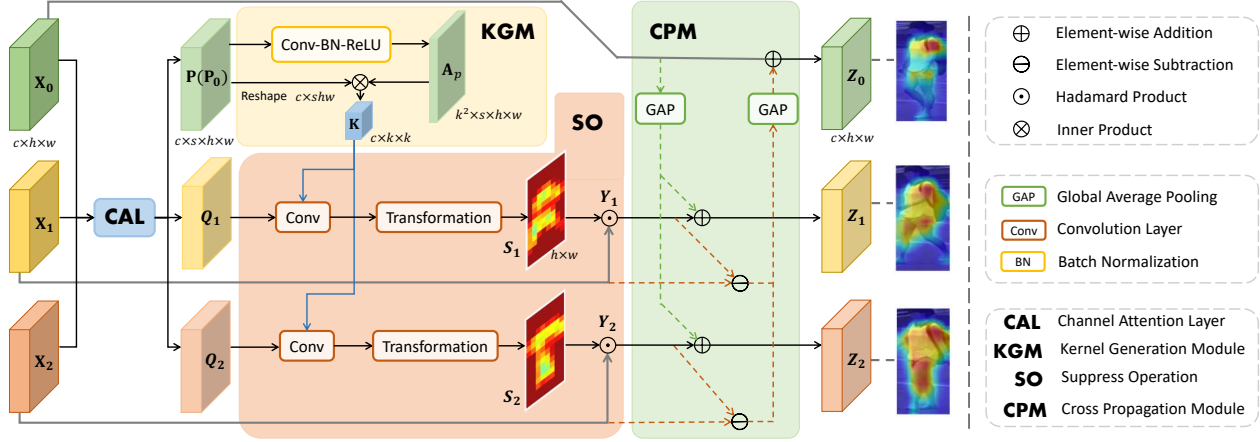 X₀
c×h×w
X₁
X₂
CAL
P(P₀)
c×s×h×w
Q₁
Q₂
KGM
Conv-BN-ReLU
Reshape c×shw
Aₚ
k²×s×h×w
K
c×k×k
SO
Conv
Transformation
S₁
h×w
Y₁
Conv
Transformation
S₂
Y₂
CPM
GAP
GAP
Z₀
c×h×w
Z₁
Z₂
Element-wise Addition
Element-wise Subtraction
Hadamard Product
Inner Product
GAP Global Average Pooling
Conv Convolution Layer
BN Batch Normalization
CAL Channel Attention Layer
KGM Kernel Generation Module
SO Suppress Operation
CPM Cross Propagation Module